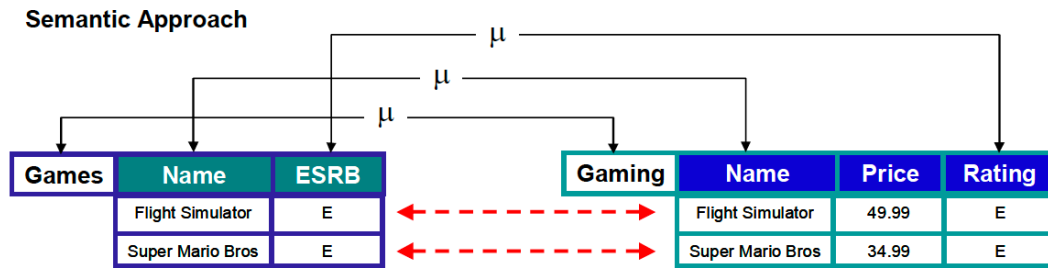 Semantic Approach
μ
μ
μ
Games Name ESRB Gaming Name Price Rating
Flight Simulator E Flight Simulator 49.99 E
Super Mario Bros E Super Mario Bros 34.99 E